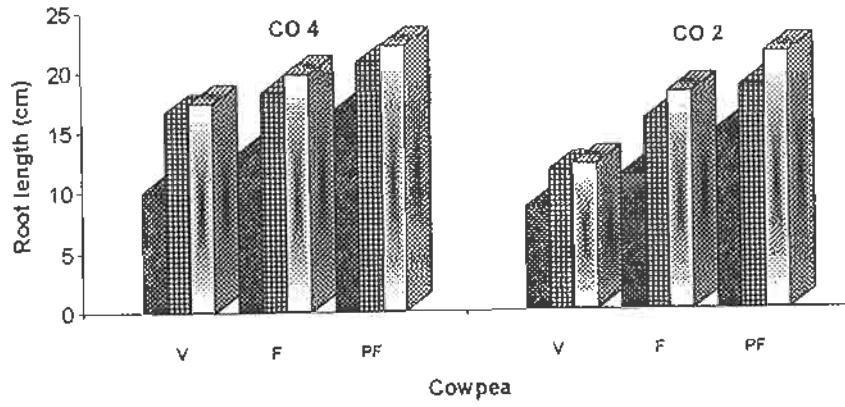 25
20
15
10
5
0
Root length (cm)
CO 4
CO 2
V
F
PF
V
F
PF
Cowpea